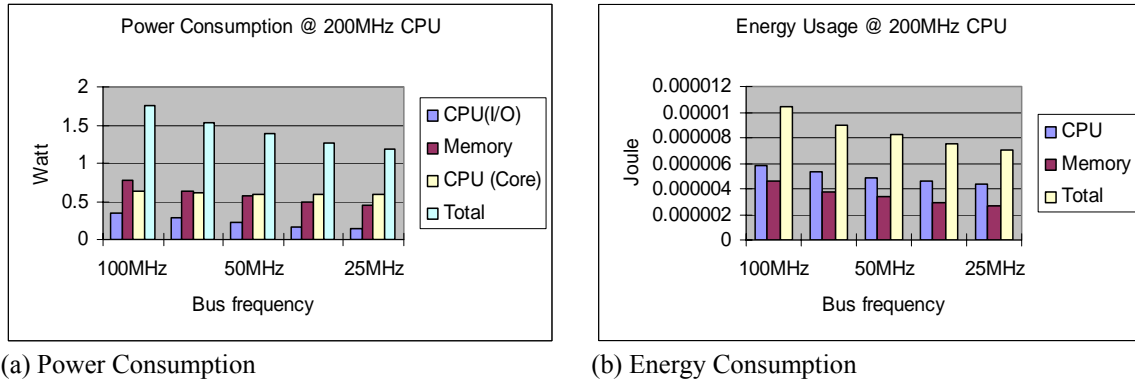 Power Consumption @ 200MHz CPU
2
1.5
1
0.5
0
Watt
100MHz
50MHz
25MHz
Bus frequency
CPU(I/O)
Memory
CPU (Core)
Total
(a) Power Consumption
Energy Usage @ 200MHz CPU
0.000012
0.00001
0.000008
0.000006
0.000004
0.000002
0
Joule
100MHz
50MHz
25MHz
Bus frequency
CPU
Memory
Total
(b) Energy Consumption